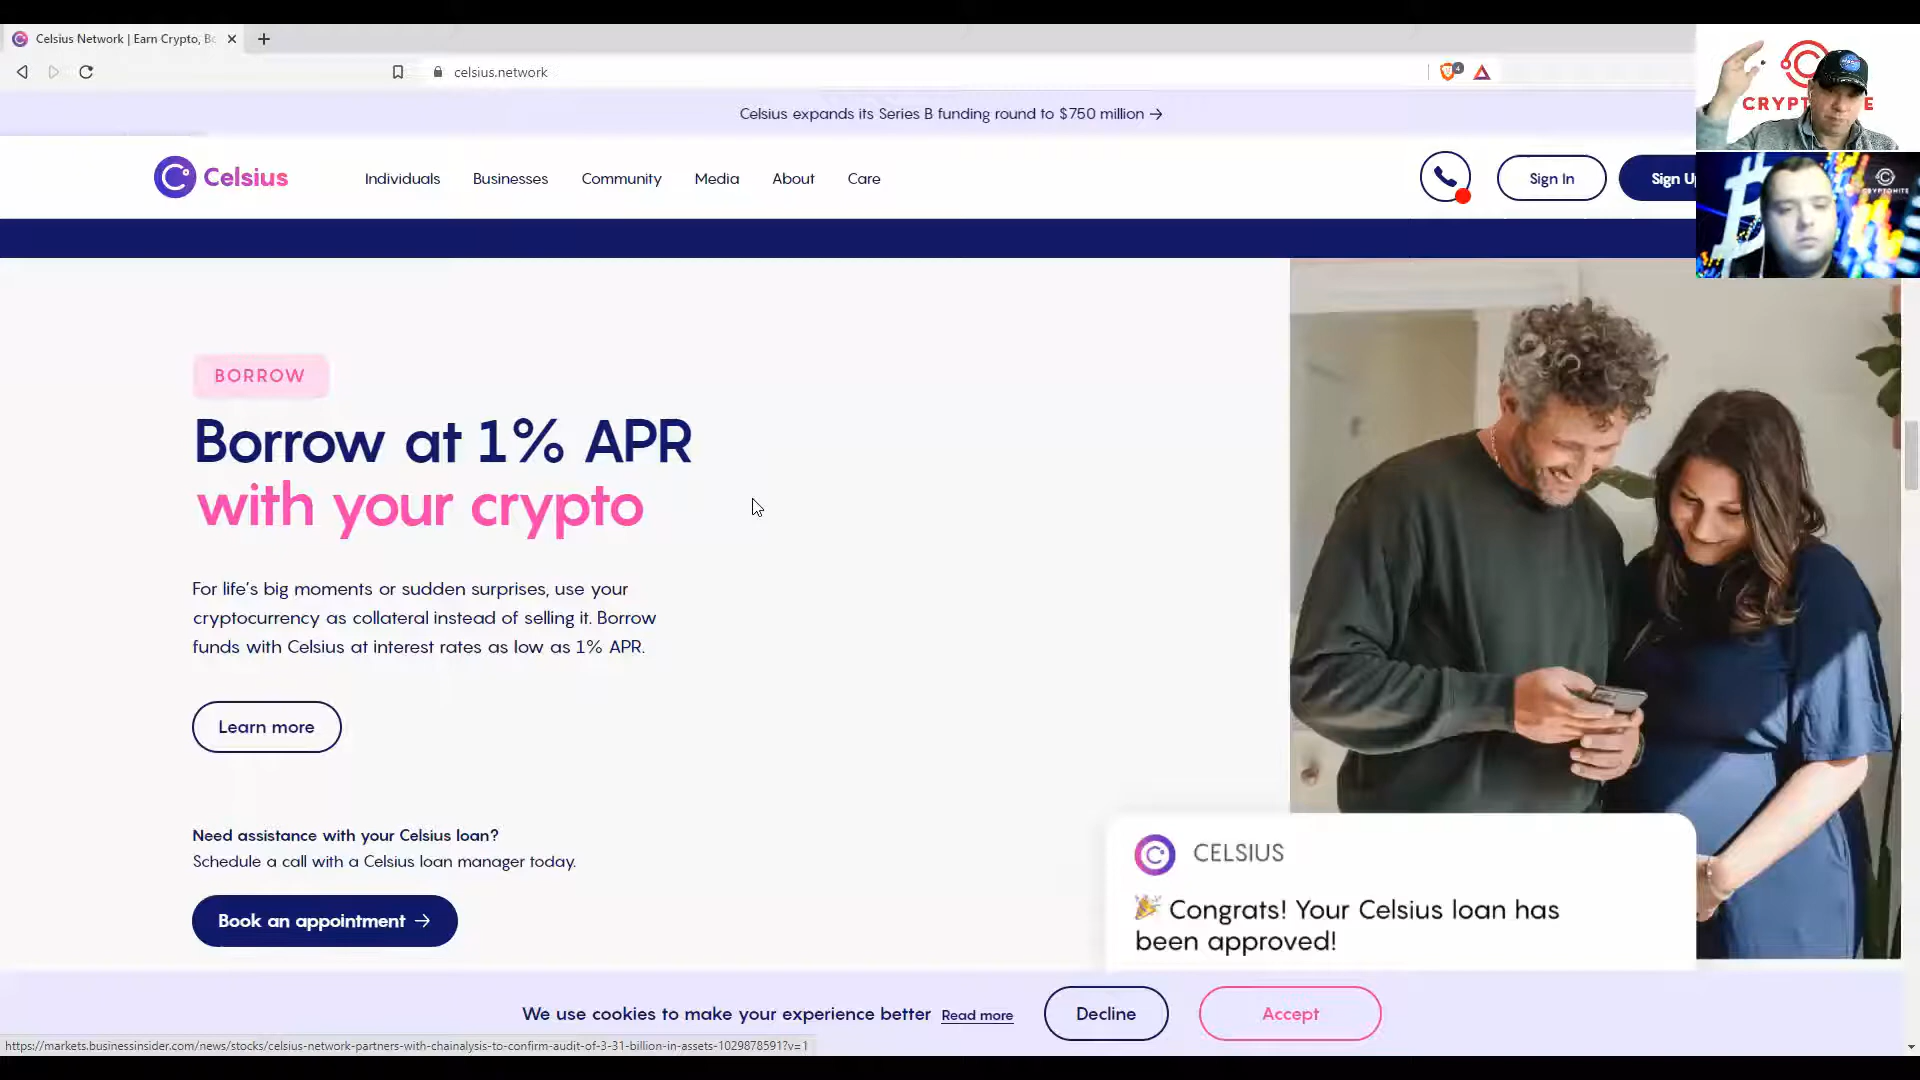 Celsius Network | Earn Crypto, Bo
celsius.network
4
Celsius expands its Series B funding round to $750 million →
Celsius
Individuals
Businesses
Community
Media
About
Care
Sign In
Sign U
CRYPT
E
CRYPTONITE
BORROW
Borrow at 1% APR
with your crypto
For life's big moments or sudden surprises, use your
cryptocurrency as collateral instead of selling it. Borrow
funds with Celsius at interest rates as low as 1% APR.
Learn more
Need assistance with your Celsius loan?
Schedule a call with a Celsius loan manager today.
Book an appointment →
CELSIUS
🎉 Congrats! Your Celsius loan has
been approved!
We use cookies to make your experience better Read more
Decline
Accept
https://markets.businessinsider.com/news/stocks/celsius-network-partners-with-chainalysis-to-confirm-audit-of-3-31-billion-in-assets-1029878591?v=1